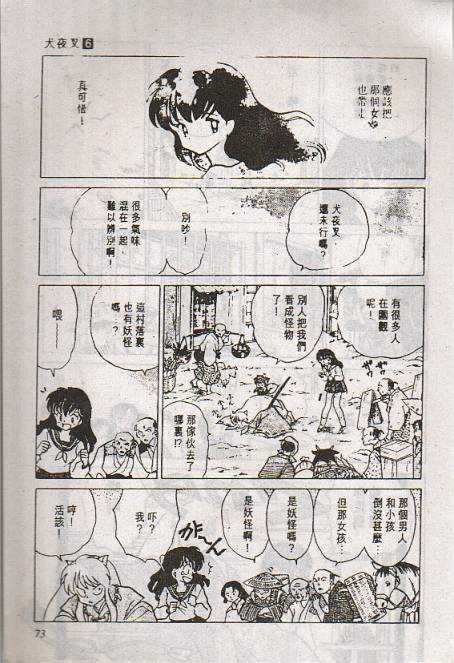 犬夜叉 6
應該把
那個女
也帶走
真可惜！
犬夜叉
還未行嗎？
別吵！
很多氣味
混在一起，
難以辨別啊！
有很多人
在圍觀
呢！
別人把我們
看成怪物
了！
那傢伙去了
哪裏！？
這村落裏
也有妖怪
嗎？
喂
那個男人
和小孩
倒沒甚麼…
但那女孩…
是妖怪嗎？
是妖怪啊！
吓？
我？
哼！
活該！
73